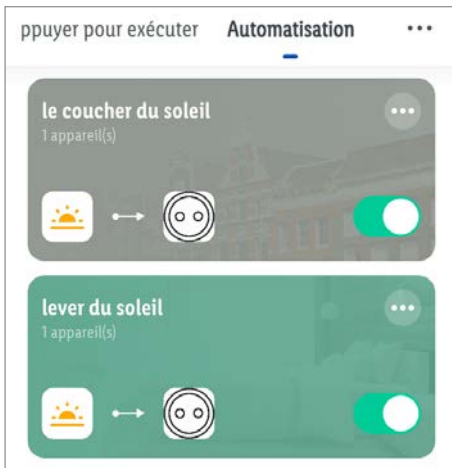 ppuyer pour exécuter Automatisation
le coucher du soleil
1 appareil(s)
lever du soleil
1 appareil(s)